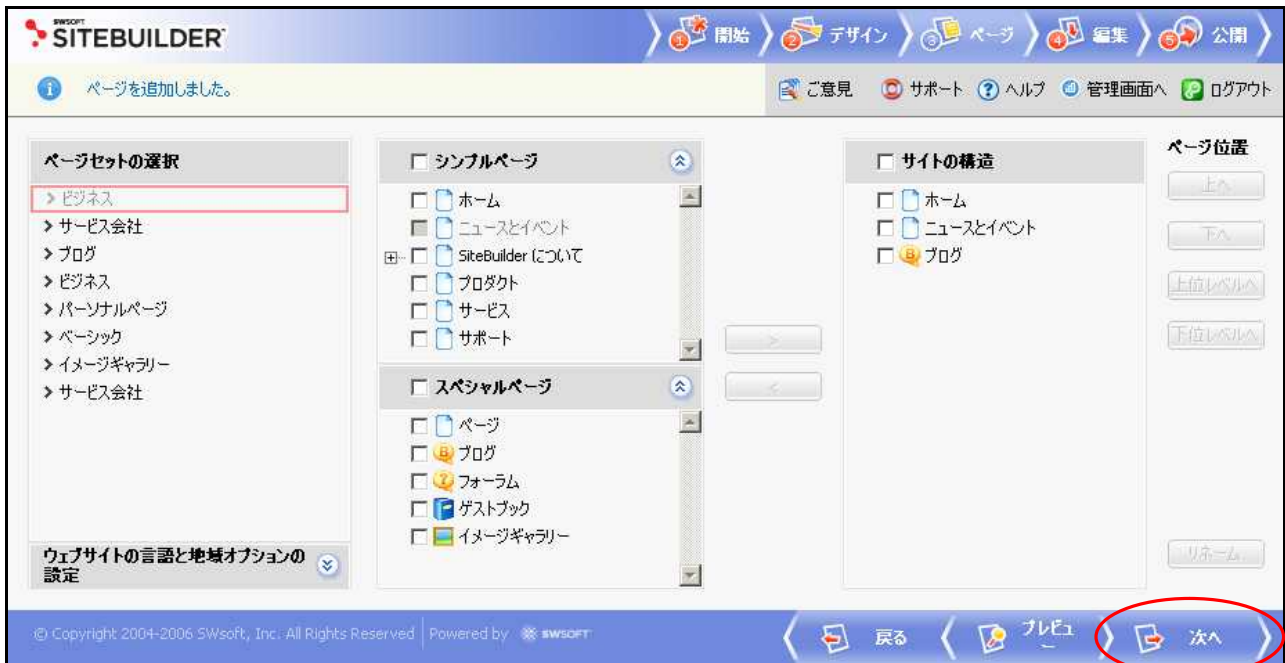 SWSOFT
SITEBUILDER
① 開始
② デザイン
③ ページ
④ 編集
⑤ 公開
ページを追加しました。
ご意見
サポート
ヘルプ
管理画面へ
ログアウト
ページセットの選択
ビジネス
サービス会社
ブログ
ビジネス
パーソナルページ
ベーシック
イメージギャラリー
サービス会社
ウェブサイトの言語と地域オプションの
設定
シンプルページ
ホーム
ニュースとイベント
SiteBuilder について
プロダクト
サービス
サポート
スペシャルページ
ページ
ブログ
フォーラム
ゲストブック
イメージギャラリー
>
<
サイトの構造
ホーム
ニュースとイベント
ブログ
ページ位置
上へ
下へ
上位レベルへ
下位レベルへ
リネーム
© Copyright 2004-2006 SWsoft, Inc. All Rights Reserved Powered by SWSOFT
戻る
プレビュ
ー
次へ